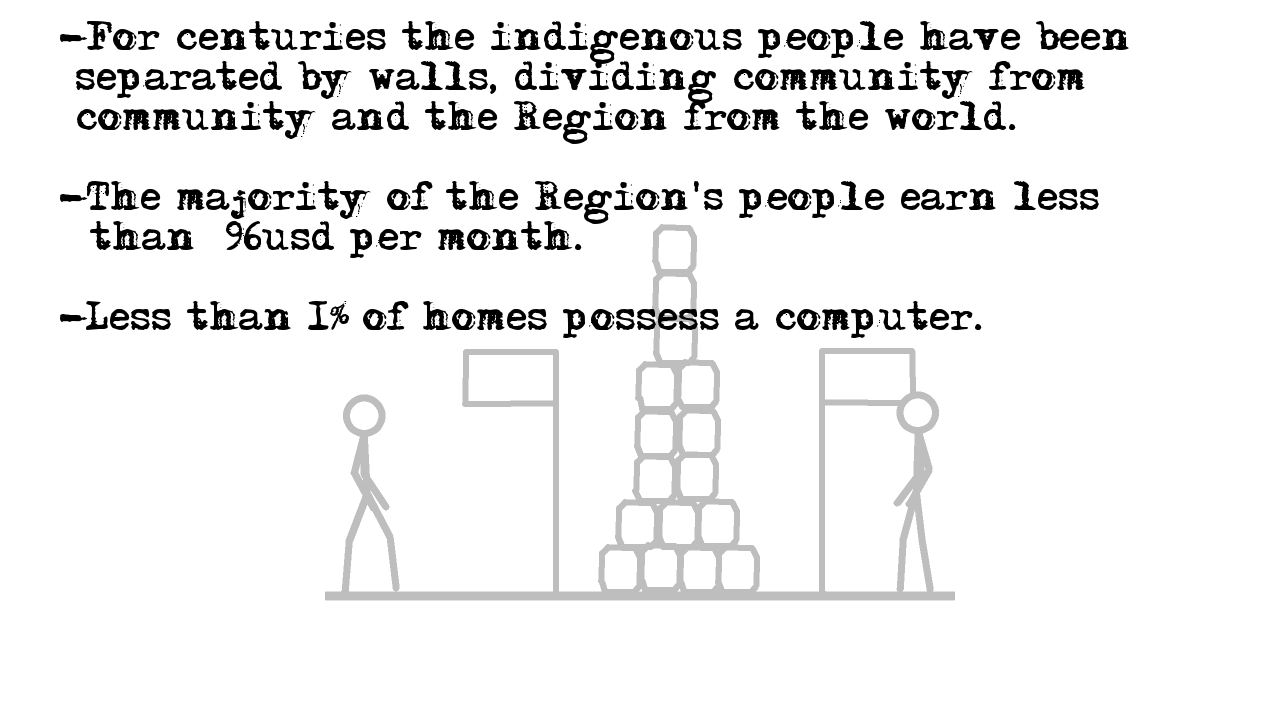 -For centuries the indigenous people have been
separated by walls, dividing community from
community and the Region from the world.
-The majority of the Region's people earn less
than 96usd per month.
-Less than 1% of homes possess a computer.